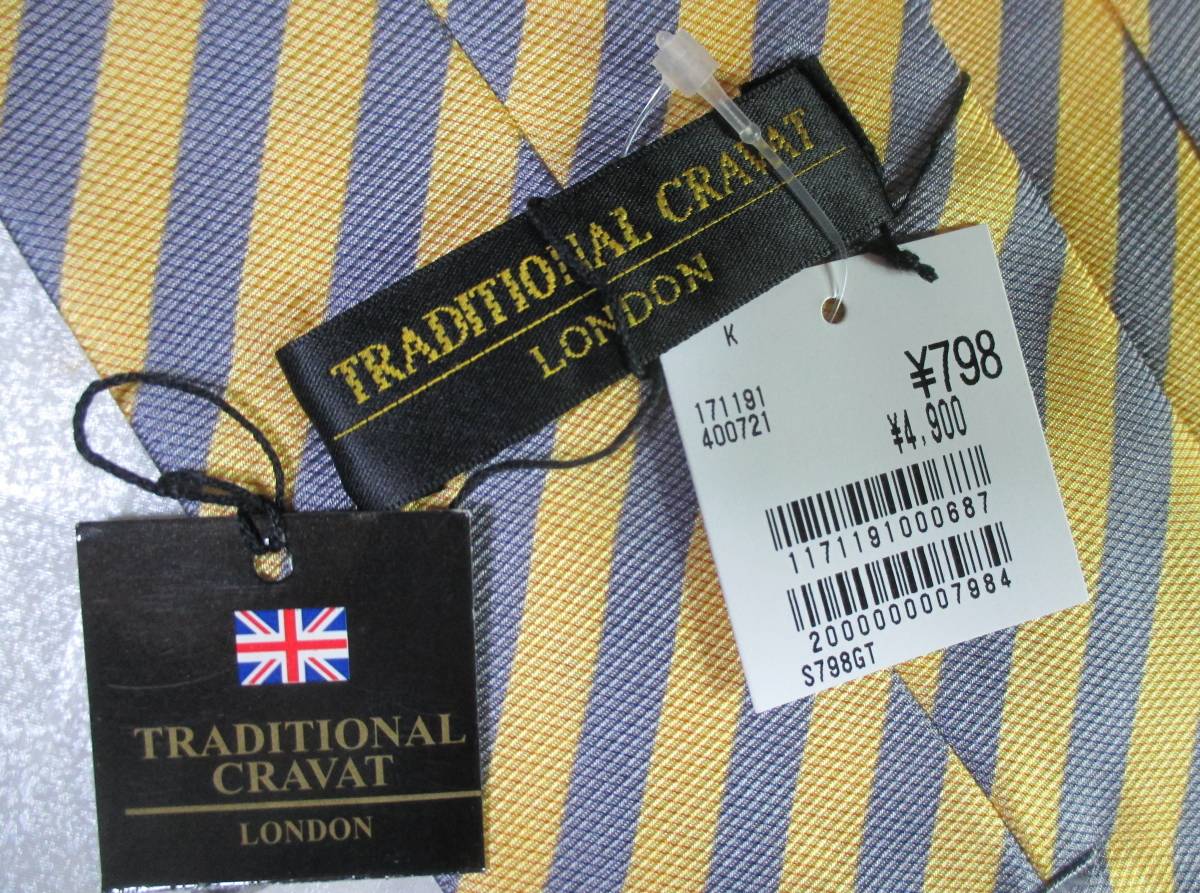 TRADITIONAL CRAVAT
LONDON
K
171191
400721
¥798
¥4,900
1171191000687
2000000007984
S798GT
TRADITIONAL
CRAVAT
LONDON